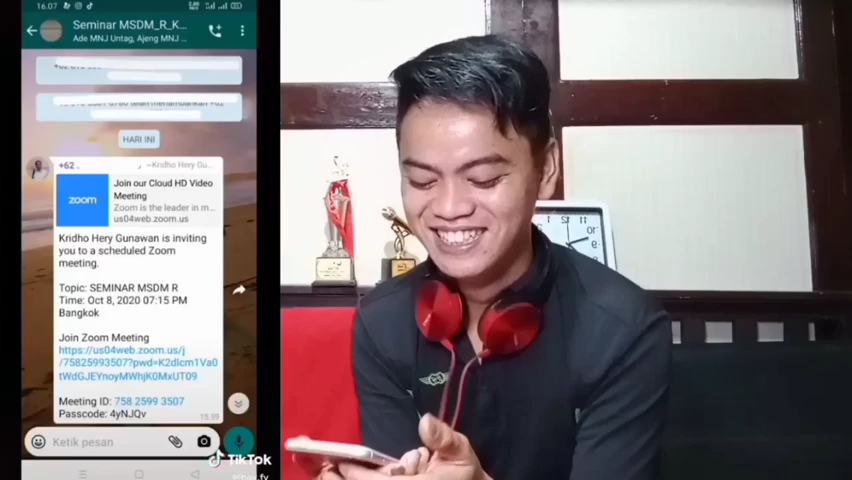 16.07
Seminar MSDM_R_K...
Ade MNJ Untag, Ajeng MNJ ...
HARI INI
+62 .
~Kridho Hery Gu...
zoom
Join our Cloud HD Video
Meeting
Zoom is the leader in m...
us04web.zoom.us
Kridho Hery Gunawan is inviting
you to a scheduled Zoom
meeting.
Topic: SEMINAR MSDM R
Time: Oct 8, 2020 07:15 PM
Bangkok
Join Zoom Meeting
https://us04web.zoom.us/j
/75825993507?pwd=K2dlcm1Va0
tWdGJEYnoyMWhjK0MxUT09
Meeting ID: 758 2599 3507
Passcode: 4yNJQv
15.39
Ketik pesan
TikTok